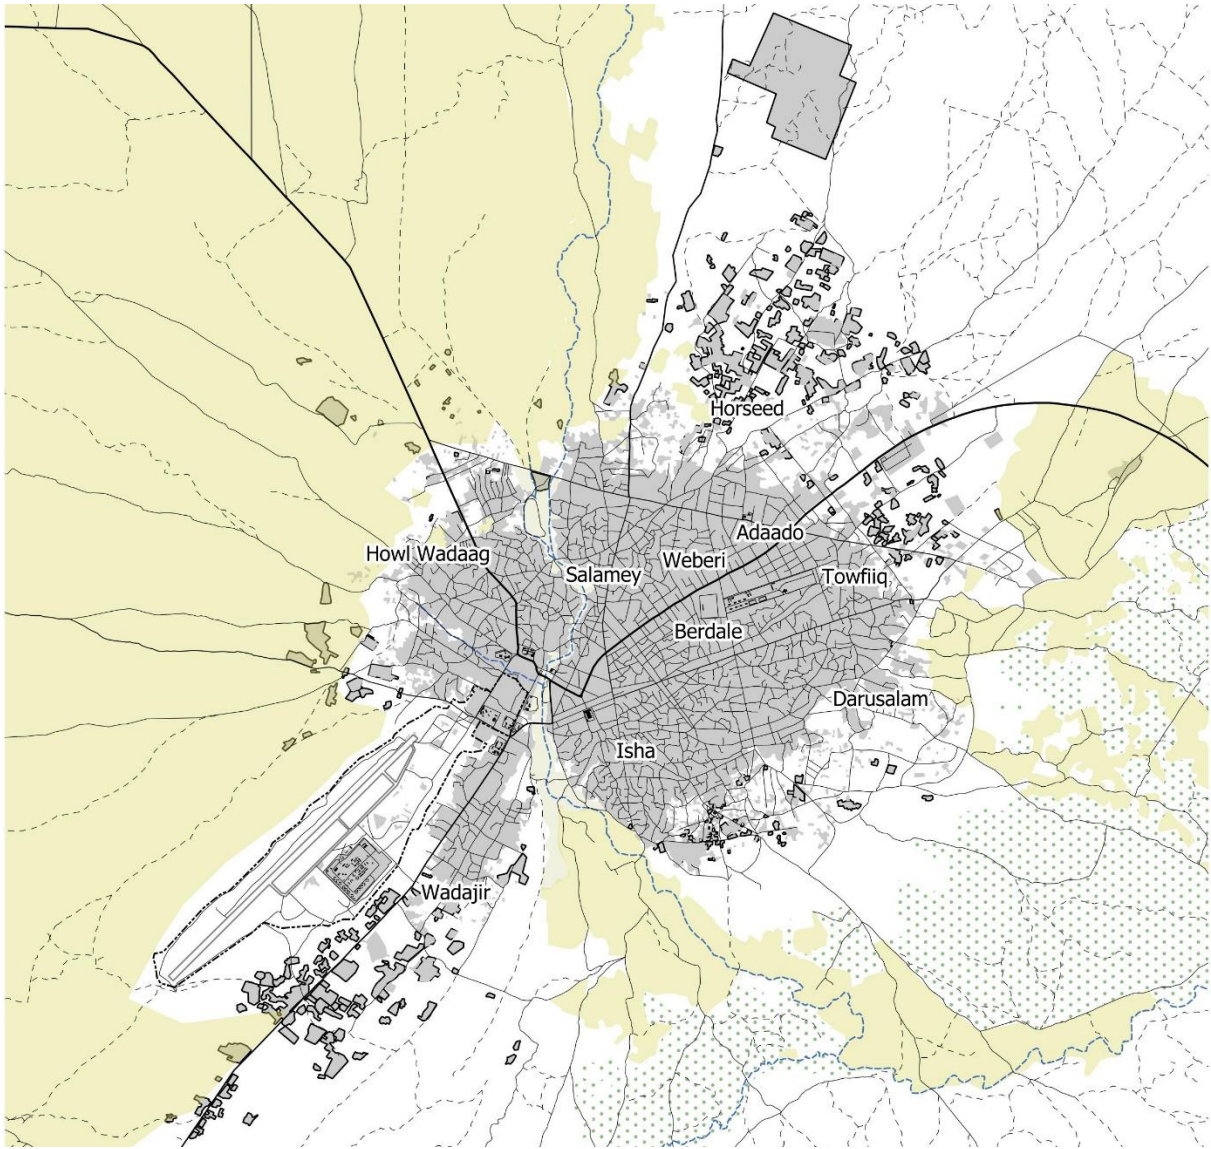 Horseed
Adaado
Howl Wadaag
Weberi
Salamey
Towfiiq
Berdale
Darusalam
Isha
Wadajir